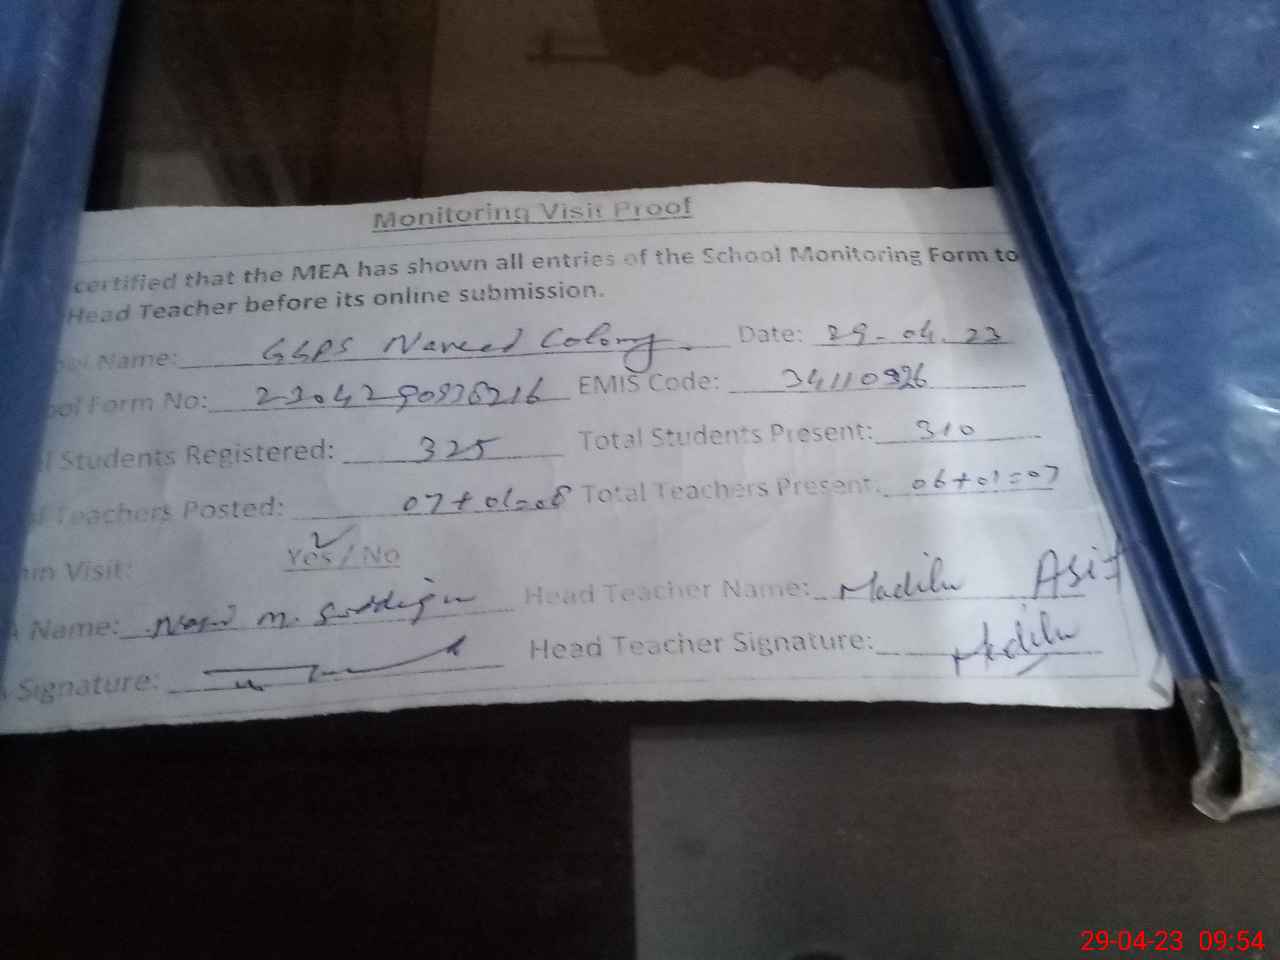 Monitoring Visit Proof
certified that the MEA has shown all entries of the School Monitoring Form to
Head Teacher before its online submission.
Name: GGPS Naveed Colony. Date: 29-04.23
Form No: 230429093 6216 EMIS Code: 34110926
Students Registered: 325 Total Students Present: 310
Teachers Posted: 07+01=08 Total Teachers Present: 06+01=07
Visit: Yes / No
Name: M. Head Teacher Name: Madiha Asif
Signature: Head Teacher Signature: Madiha
29-04-23 09:54